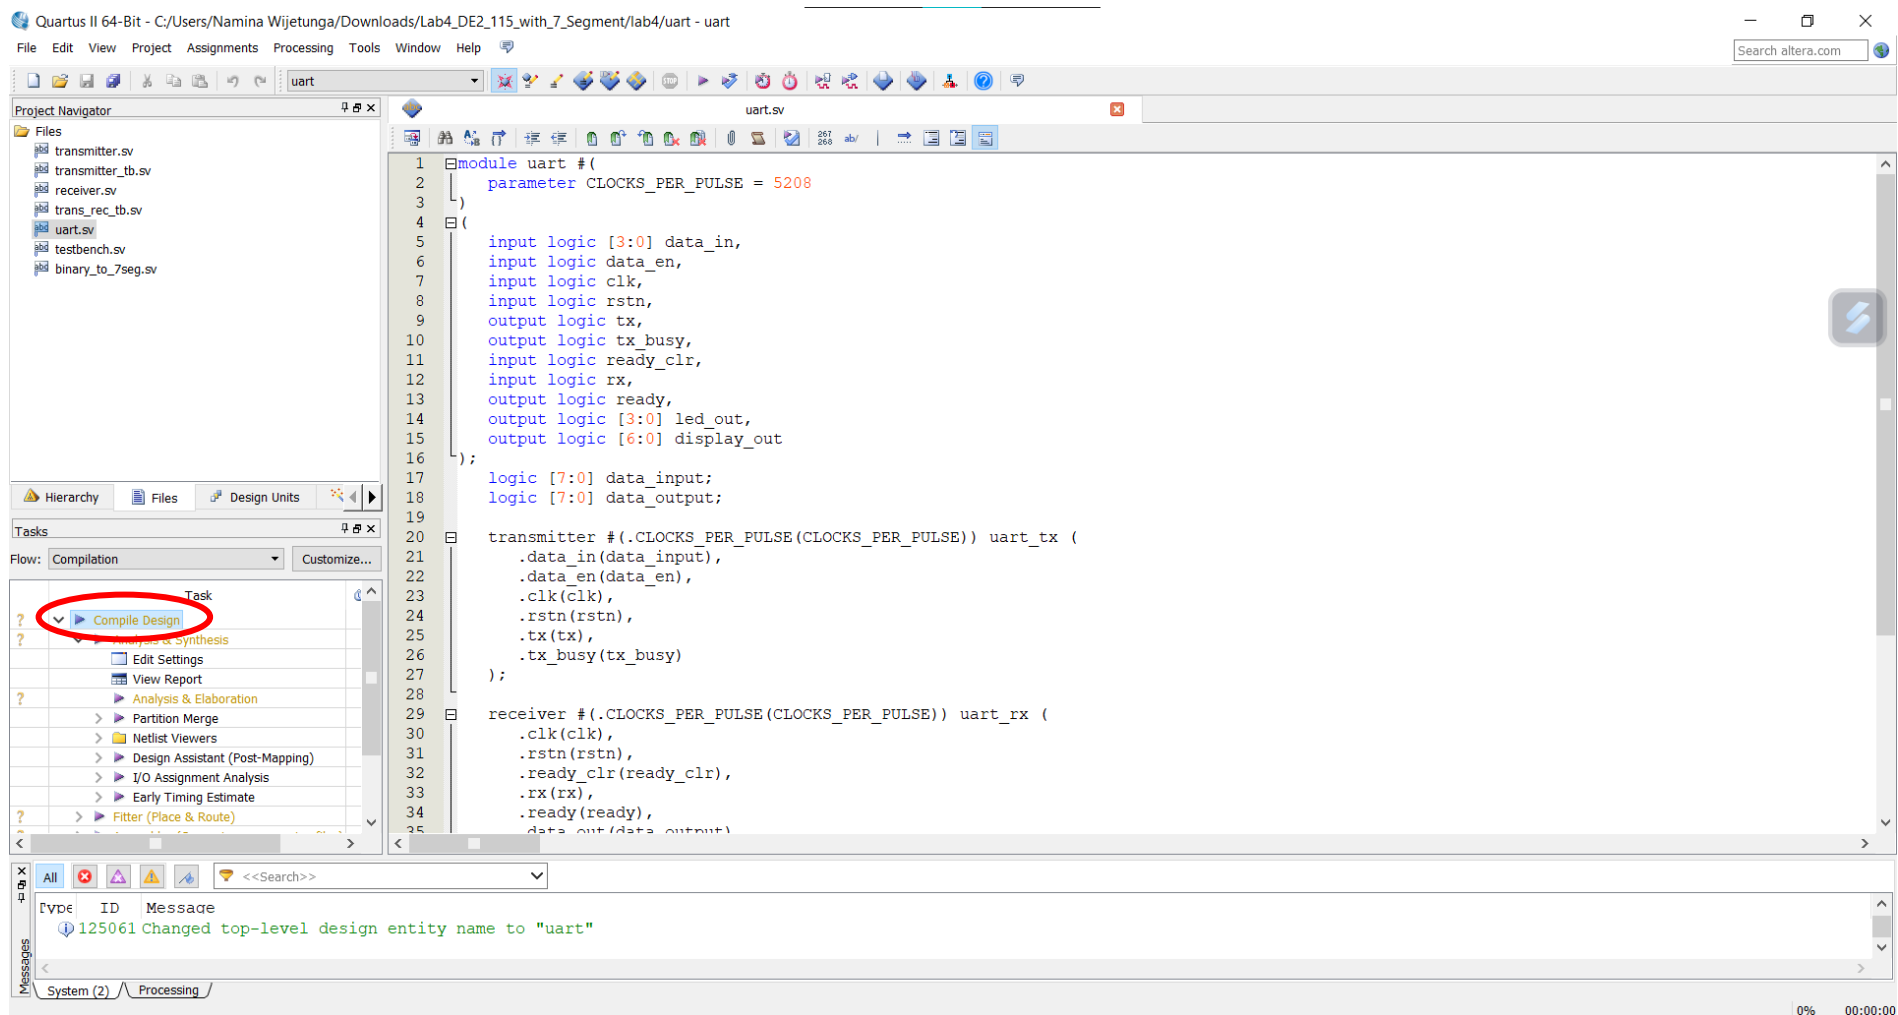 Quartus II 64-Bit - C:/Users/Namina Wijetunga/Downloads/Lab4_DE2_115_with_7_Segment/lab4/uart - uart
File Edit View Project Assignments Processing Tools Window Help
Search altera.com
uart
Project Navigator
Files
transmitter.sv
transmitter_tb.sv
receiver.sv
trans_rec_tb.sv
uart.sv
testbench.sv
binary_to_7seg.sv
Hierarchy Files Design Units
Tasks
Flow: Compilation Customize...
Task
? Compile Design
? Analysis & Synthesis
Edit Settings
View Report
? Analysis & Elaboration
Partition Merge
Netlist Viewers
Design Assistant (Post-Mapping)
I/O Assignment Analysis
Early Timing Estimate
? Fitter (Place & Route)
uart.sv
267
268 ab/
1 module uart #(
2 parameter CLOCKS_PER_PULSE = 5208
3 )
4 (
5 input logic [3:0] data_in,
6 input logic data_en,
7 input logic clk,
8 input logic rstn,
9 output logic tx,
10 output logic tx_busy,
11 input logic ready_clr,
12 input logic rx,
13 output logic ready,
14 output logic [3:0] led_out,
15 output logic [6:0] display_out
16 );
17 logic [7:0] data_input;
18 logic [7:0] data_output;
19
20 transmitter #(.CLOCKS_PER_PULSE(CLOCKS_PER_PULSE)) uart_tx (
21 .data_in(data_input),
22 .data_en(data_en),
23 .clk(clk),
24 .rstn(rstn),
25 .tx(tx),
26 .tx_busy(tx_busy)
27 );
28
29 receiver #(.CLOCKS_PER_PULSE(CLOCKS_PER_PULSE)) uart_rx (
30 .clk(clk),
31 .rstn(rstn),
32 .ready_clr(ready_clr),
33 .rx(rx),
34 .ready(ready),
35 .data_out(data_output)
All <<Search>>
Type ID Message
125061 Changed top-level design entity name to "uart"
Messages
System (2) Processing
0% 00:00:00